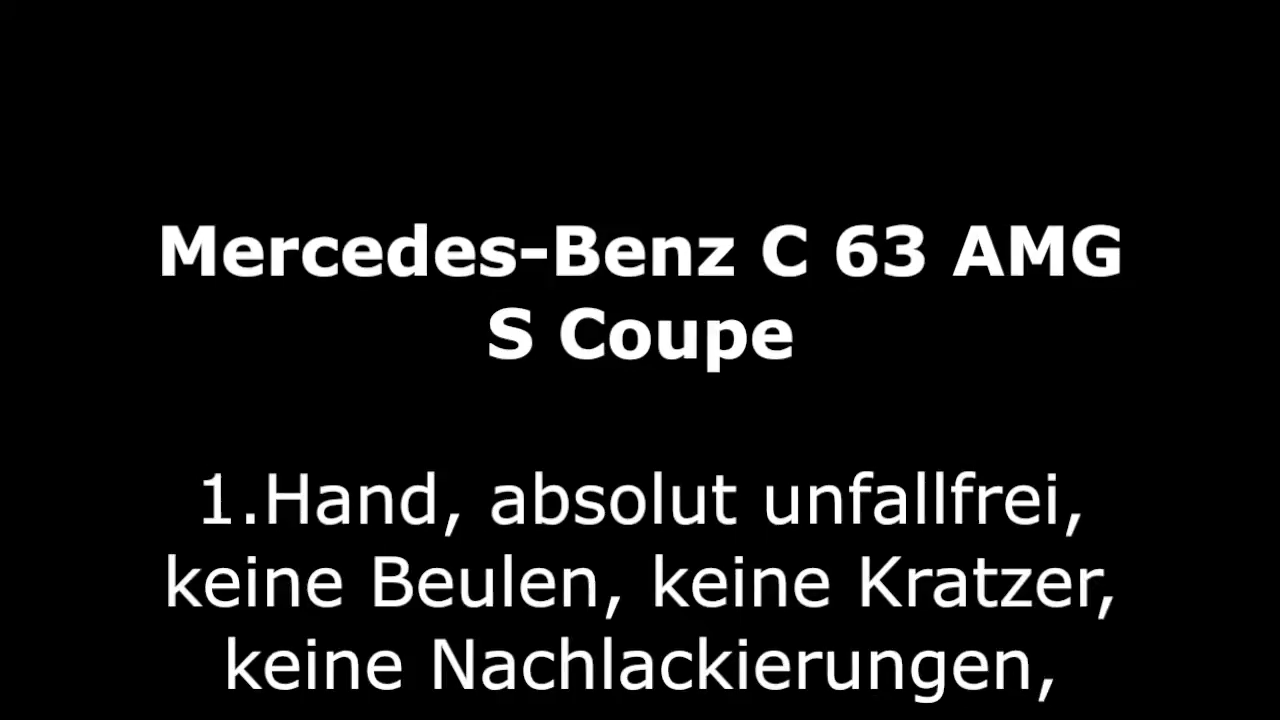 Mercedes-Benz C 63 AMG
S Coupe
1.Hand, absolut unfallfrei,
keine Beulen, keine Kratzer,
keine Nachlackierungen,